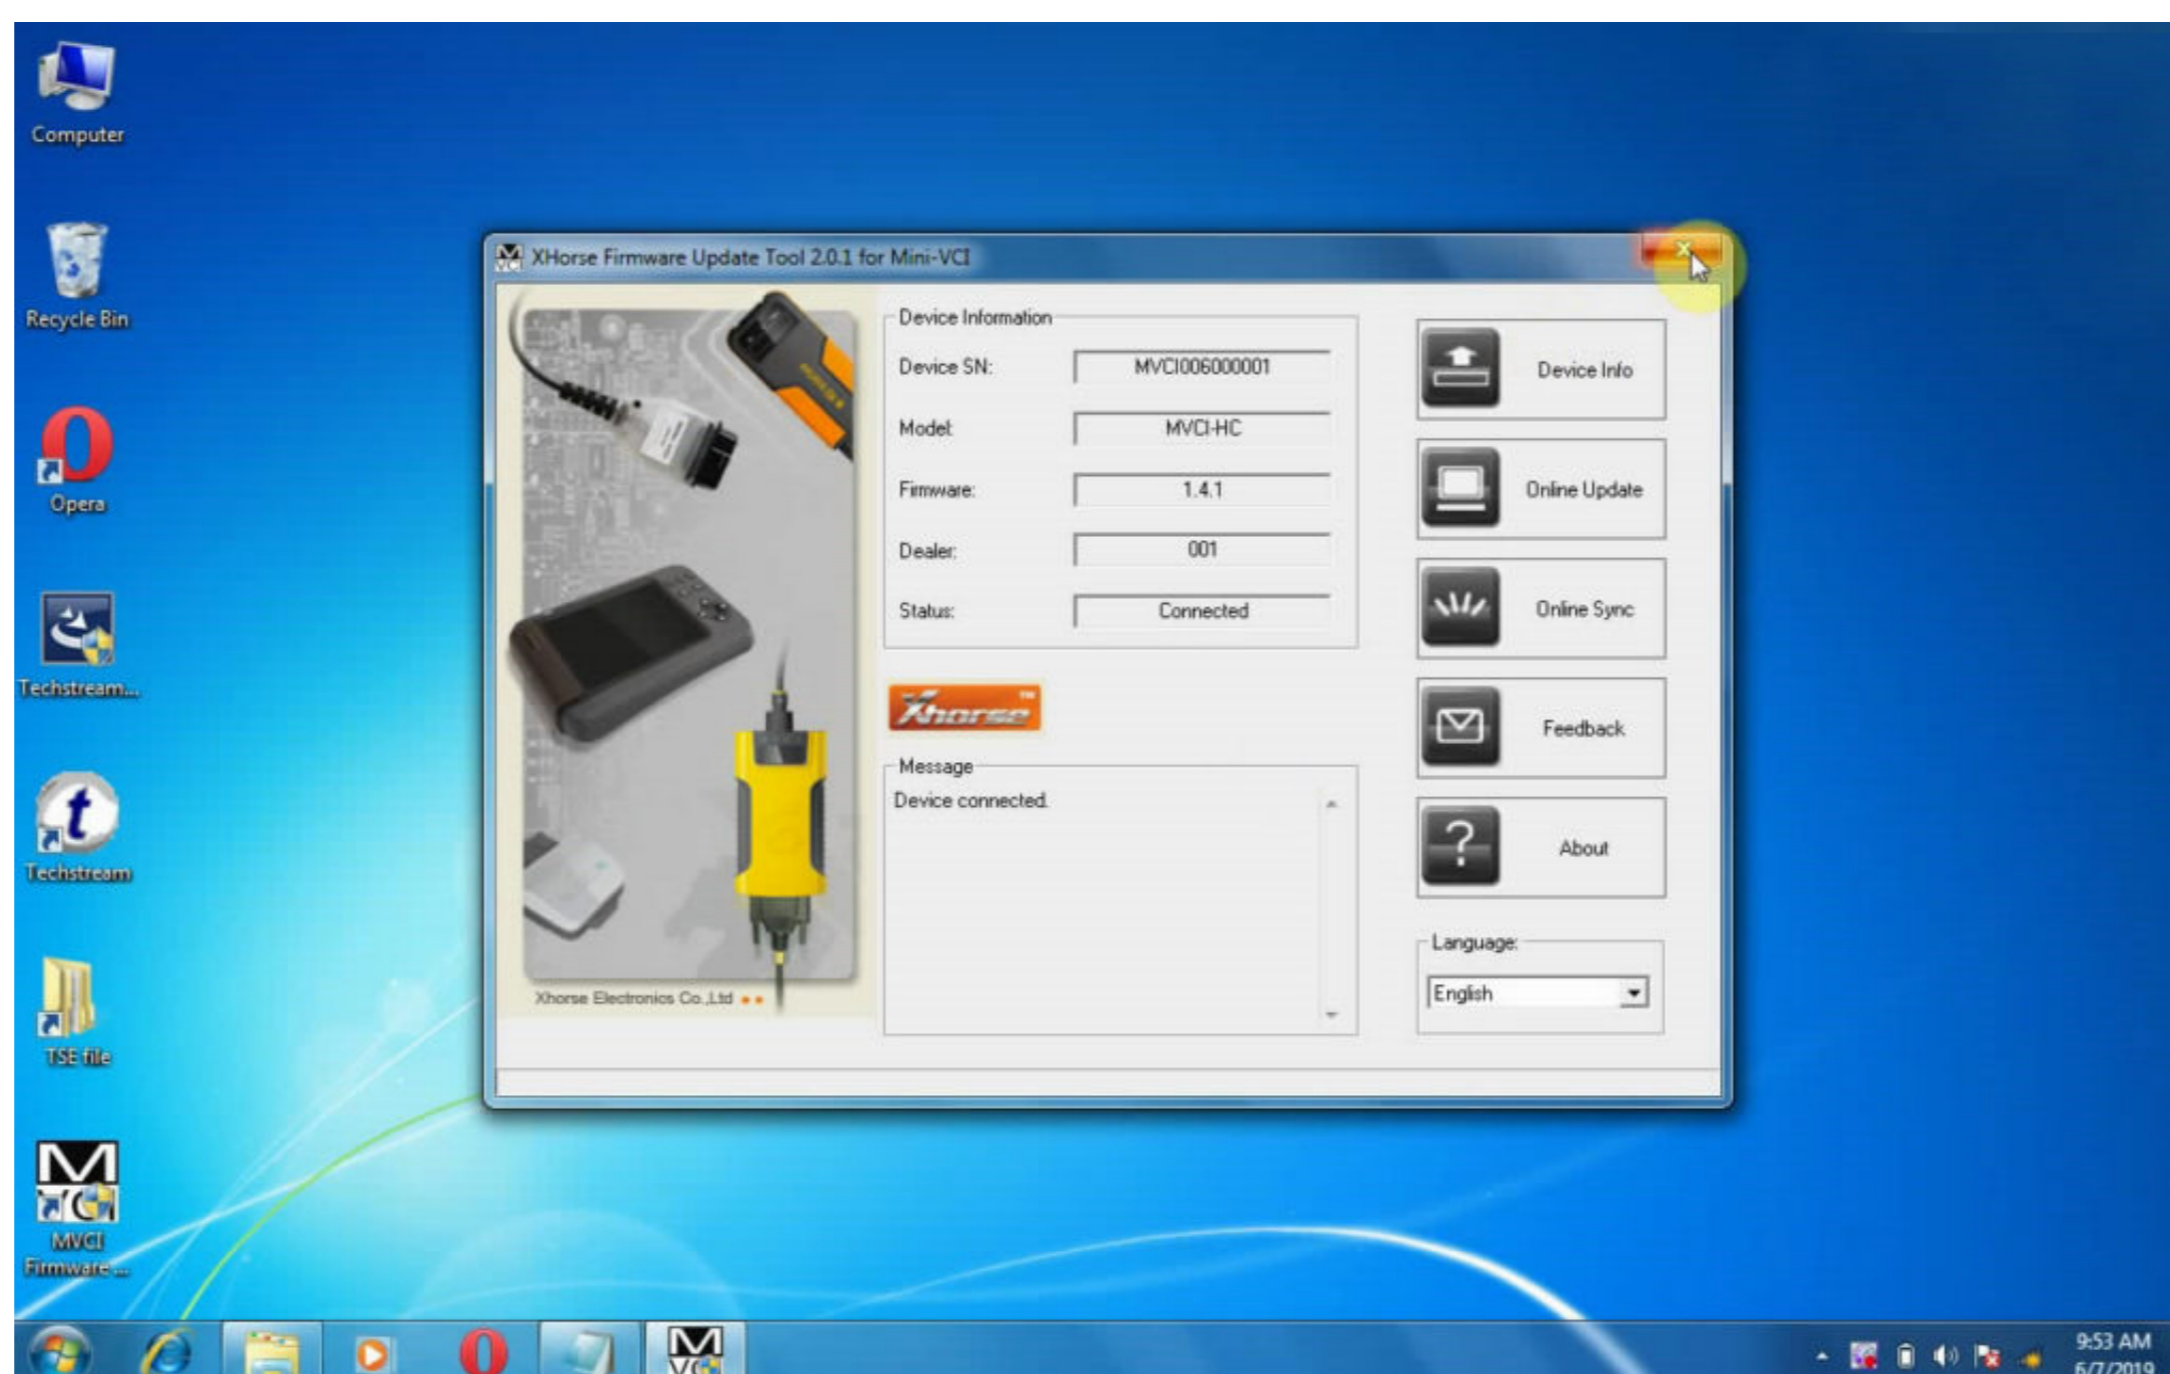 Computer
Recycle Bin
Opera
Techstream...
Techstream
TSE file
MVCI
Firmware ...
XHorse Firmware Update Tool 2.0.1 for Mini-VCI
Device Information
Device SN: MVCI006000001
Model: MVCI-HC
Firmware: 1.4.1
Dealer: 001
Status: Connected
Xhorse™
Message
Device connected.
Xhorse Electronics Co.,Ltd
Device Info
Online Update
Online Sync
Feedback
About
Language:
English
9:53 AM
6/7/2019